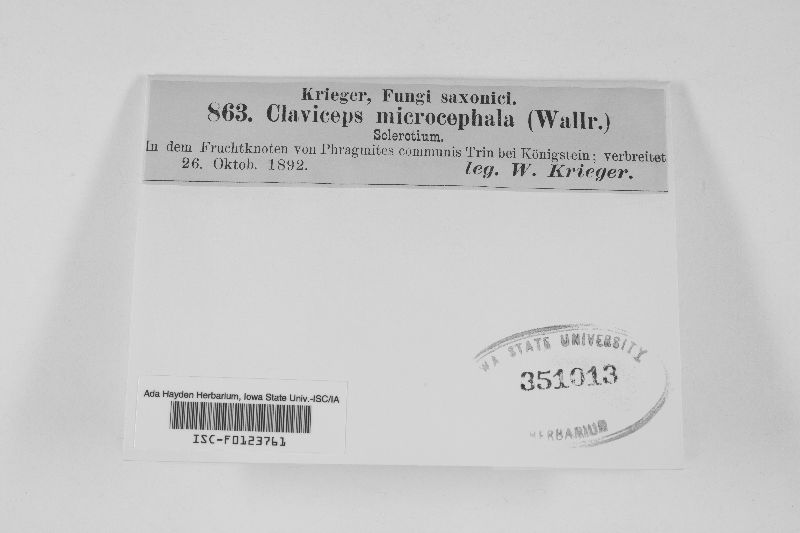 Krieger, Fungi saxonici.
863. Claviceps microcephala (Wallr.)
Sclerotium.
In dem Fruchtknoten von Phragmites communis Trin bei Königstein; verbreitet
26. Oktob. 1892. leg. W. Krieger.
WA STATE UNIVERSITY
351013
HERBARIUM
Ada Hayden Herbarium, Iowa State Univ.-ISC/IA
ISC-F0123761